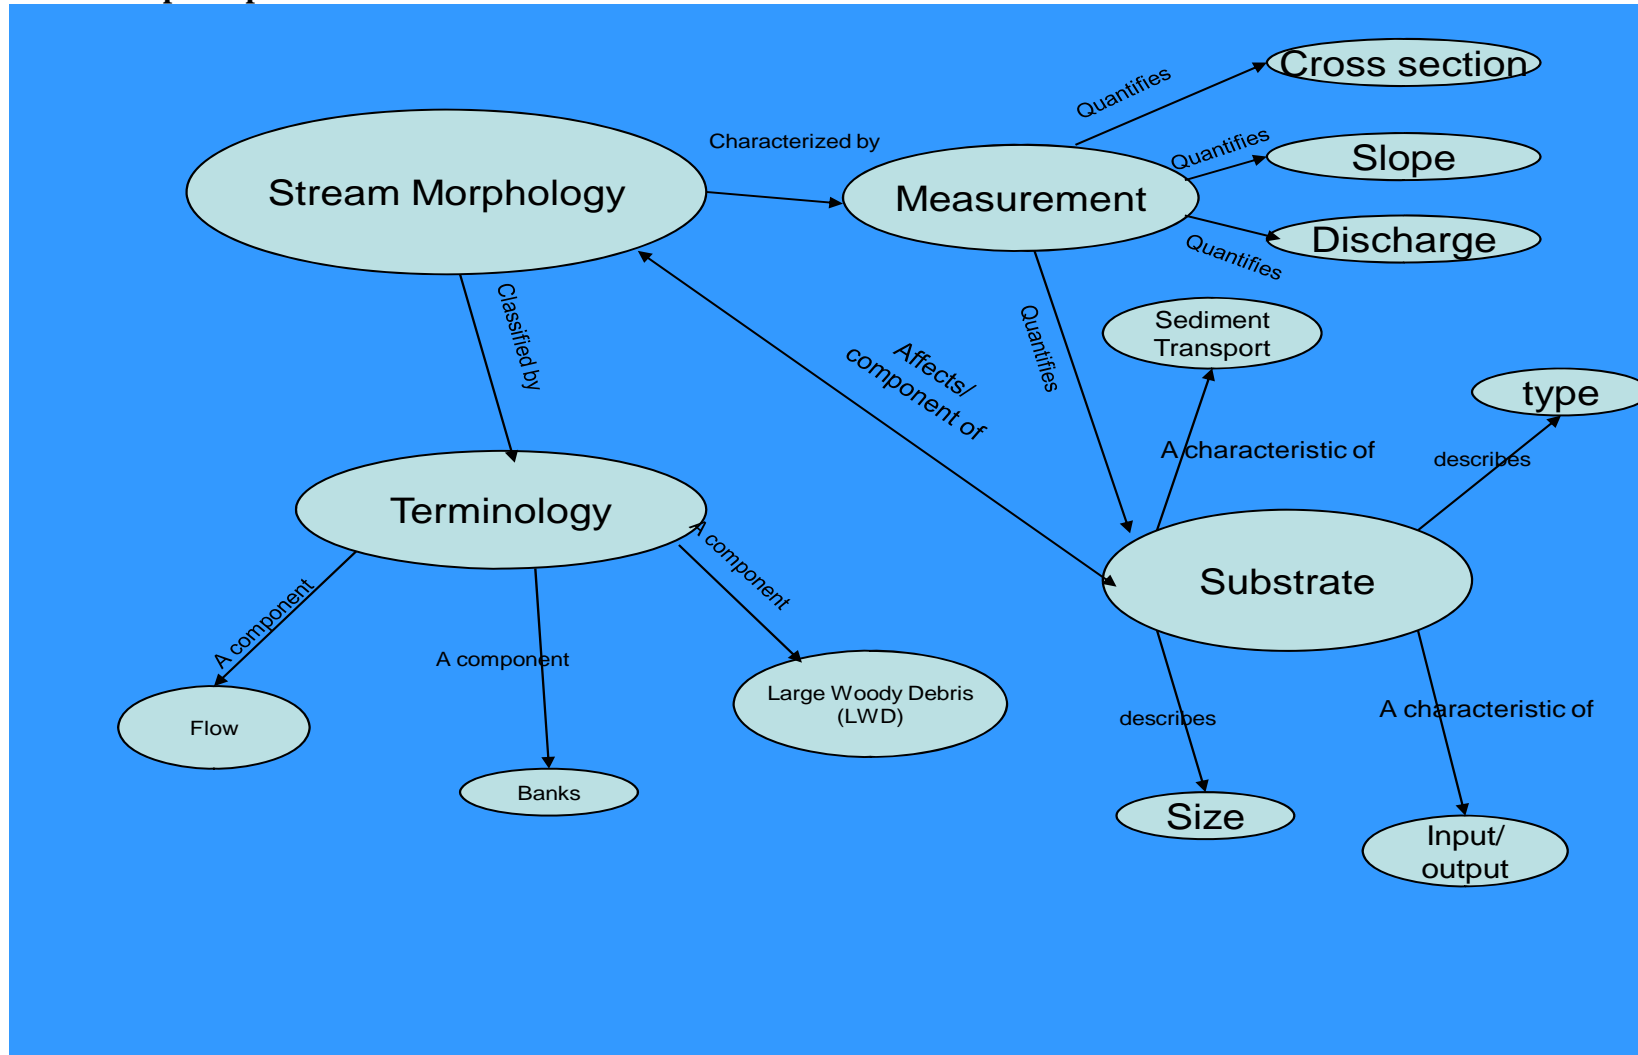 Cross section
Quantifies
Characterized by
Quantifies
Slope
Stream Morphology
Measurement
Discharge
Quantifies
Classified by
Quantifies
Sediment
Transport
Affects/
component of
type
A characteristic of
describes
Terminology
A component
Substrate
A component
A component
Large Woody Debris
(LWD)
Flow
describes
A characteristic of
Banks
Size
Input/
output